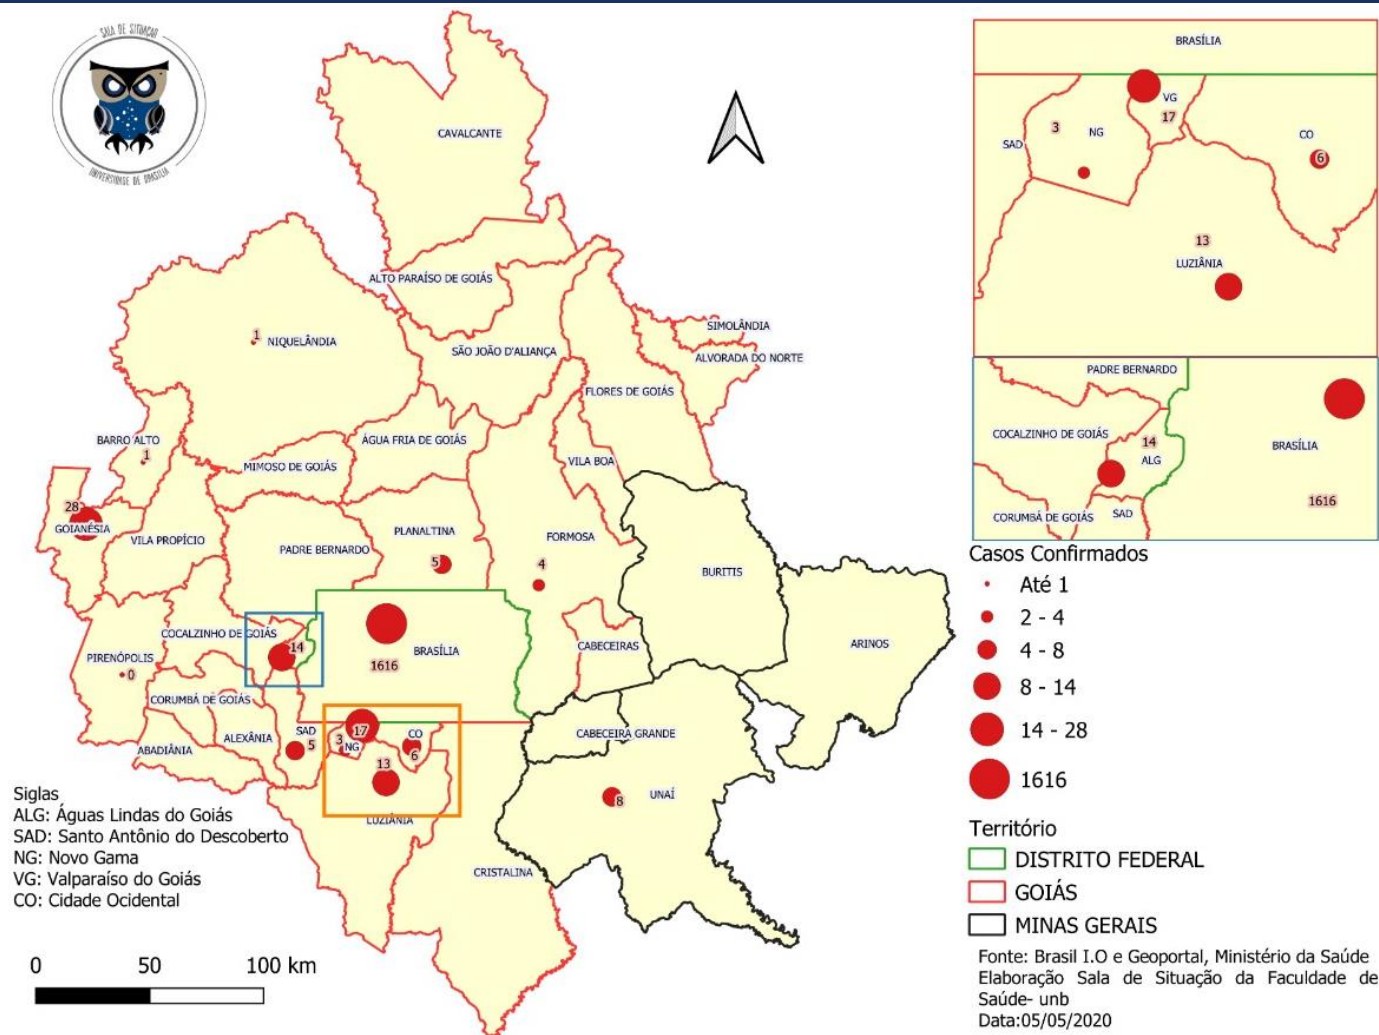 SALA DE SITUAÇÃO
UNIVERSIDADE DE BRASÍLIA
CAVALCANTE
ALTO PARAÍSO DE GOIÁS
1
NIQUELÂNDIA
SÃO JOÃO D'ALIANÇA
SIMOLÂNDIA
ALVORADA DO NORTE
FLORES DE GOIÁS
BARRO ALTO
1
ÁGUA FRIA DE GOIÁS
MIMOSO DE GOIÁS
VILA BOA
28
GOIANÉSIA
VILA PROPÍCIO
PADRE BERNARDO
PLANALTINA
5
FORMOSA
4
BURITIS
ARINOS
COCALZINHO DE GOIÁS
14
PIRENÓPOLIS
0
BRASÍLIA
1616
CABECEIRAS
CORUMBÁ DE GOIÁS
ALEXÂNIA
ABADIÂNIA
SAD
5
3
NG
17
CO
6
13
LUZIÂNIA
CABECEIRA GRANDE
UNAÍ
8
CRISTALINA
Siglas
ALG: Águas Lindas do Goiás
SAD: Santo Antônio do Descoberto
NG: Novo Gama
VG: Valparaíso do Goiás
CO: Cidade Ocidental
0 50 100 km
BRASÍLIA
VG
17
3
NG
SAD
CO
6
13
LUZIÂNIA
PADRE BERNARDO
COCALZINHO DE GOIÁS
14
ALG
BRASÍLIA
1616
CORUMBÁ DE GOIÁS
SAD
Casos Confirmados
Até 1
2 - 4
4 - 8
8 - 14
14 - 28
1616
Território
DISTRITO FEDERAL
GOIÁS
MINAS GERAIS
Fonte: Brasil I.O e Geoportal, Ministério da Saúde
Elaboração Sala de Situação da Faculdade de
Saúde- unb
Data:05/05/2020